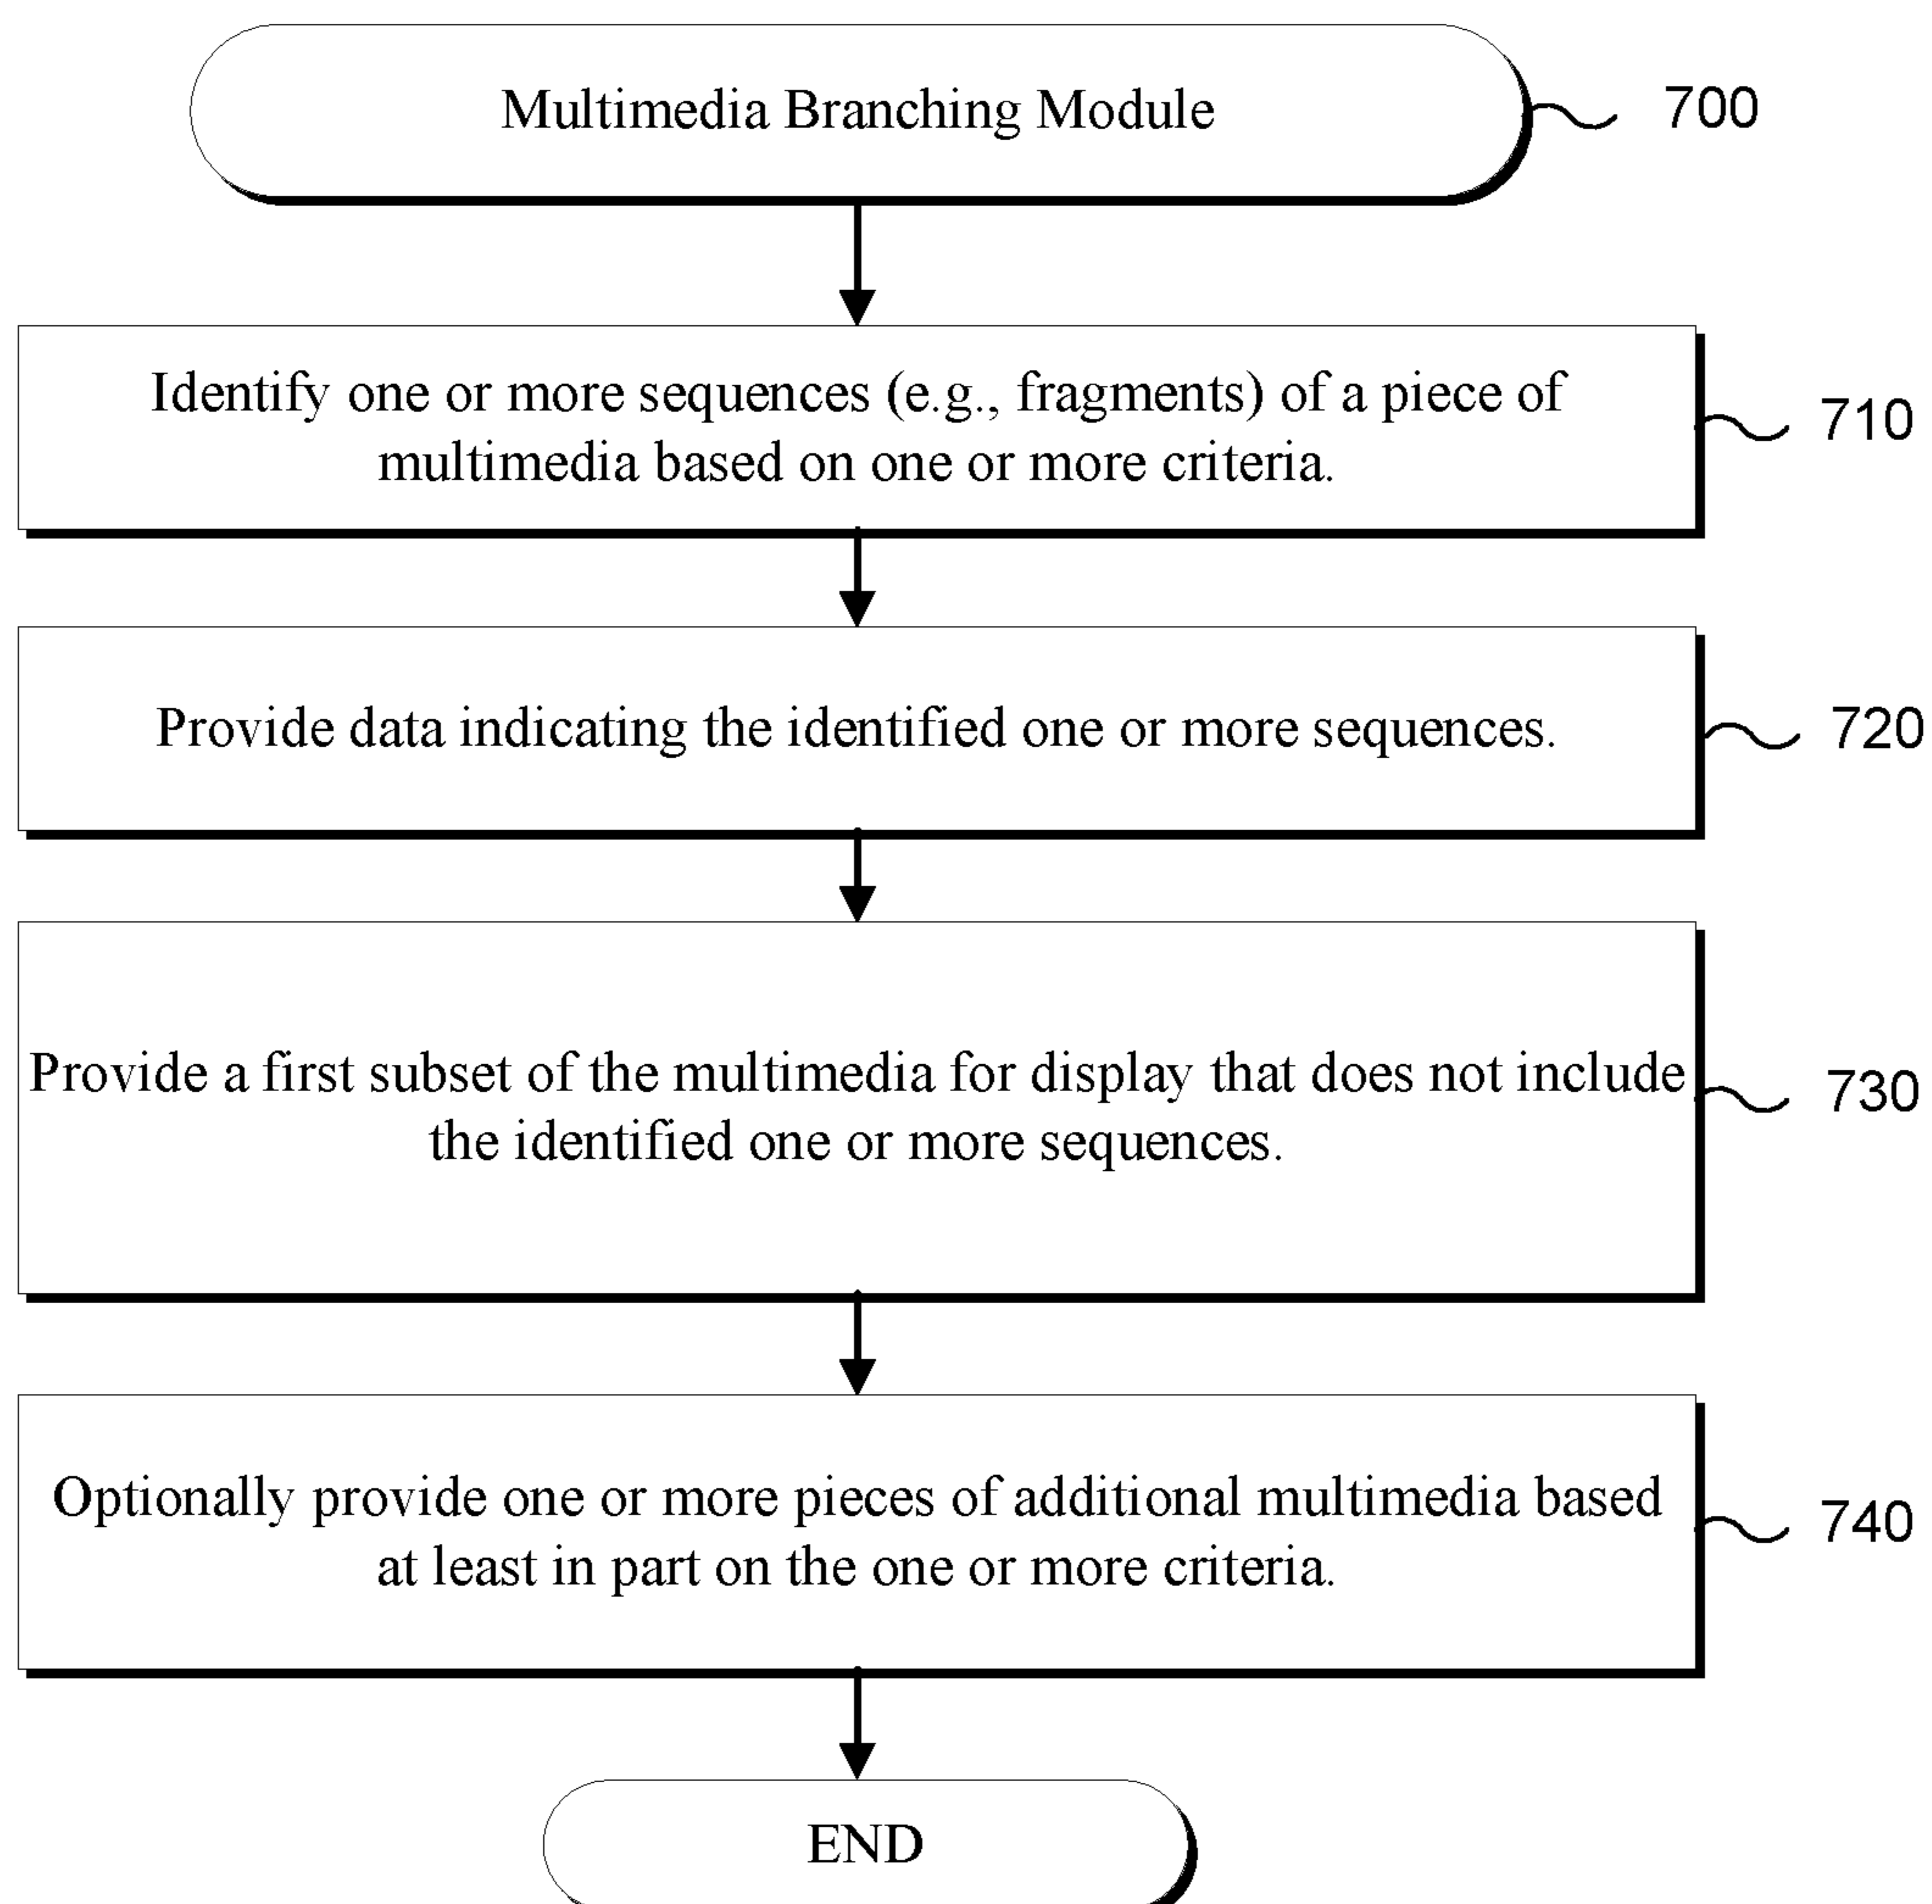 Multimedia Branching Module
700
Identify one or more sequences (e.g., fragments) of a piece of
multimedia based on one or more criteria.
710
Provide data indicating the identified one or more sequences.
720
Provide a first subset of the multimedia for display that does not include
the identified one or more sequences.
730
Optionally provide one or more pieces of additional multimedia based
at least in part on the one or more criteria.
740
END